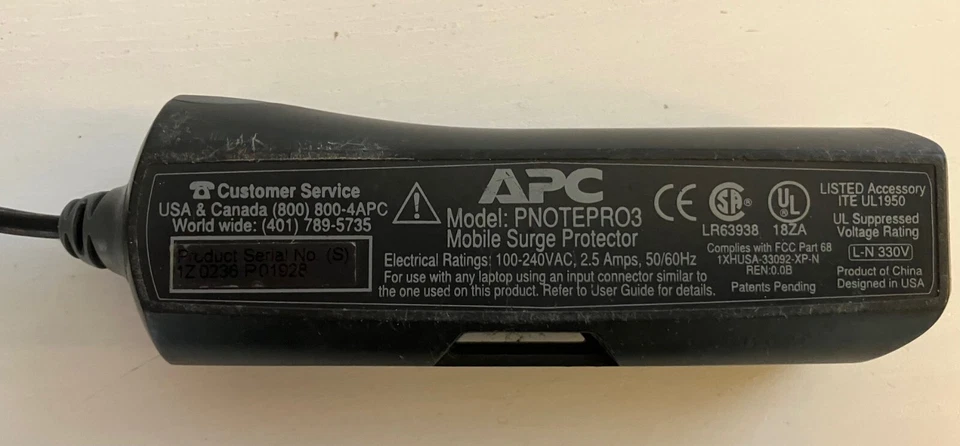 Customer Service
USA & Canada (800) 800-4APC
World wide: (401) 789-5735
Product Serial No. (S)
1Z0236 P01928
APC
Model: PNOTEPRO3
Mobile Surge Protector
Electrical Ratings: 100-240VAC, 2.5 Amps, 50/60Hz
For use with any laptop using an input connector similar to
the one used on this product. Refer to User Guide for details.
CE
SA
UL
LR63938 18ZA
Complies with FCC Part 68
1XHUSA-33092-XP-N
REN:0.0B
Patents Pending
LISTED Accessory
ITE UL1950
UL Suppressed
Voltage Rating
L-N 330V
Product of China
Designed in USA